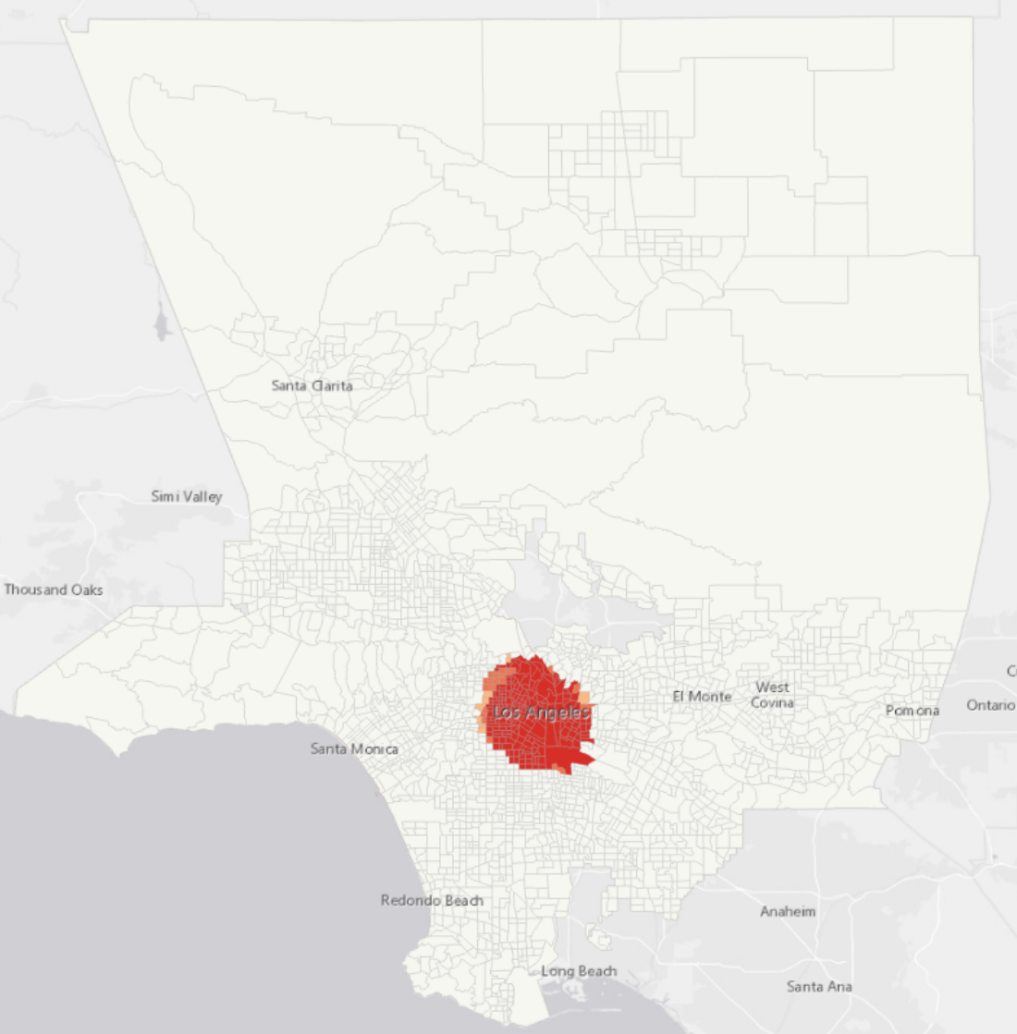 Santa Clarita
Simi Valley
Thousand Oaks
El Monte
West
Covina
Pomona
Ontario
Los Angeles
Santa Monica
Redondo Beach
Anaheim
Long Beach
Santa Ana